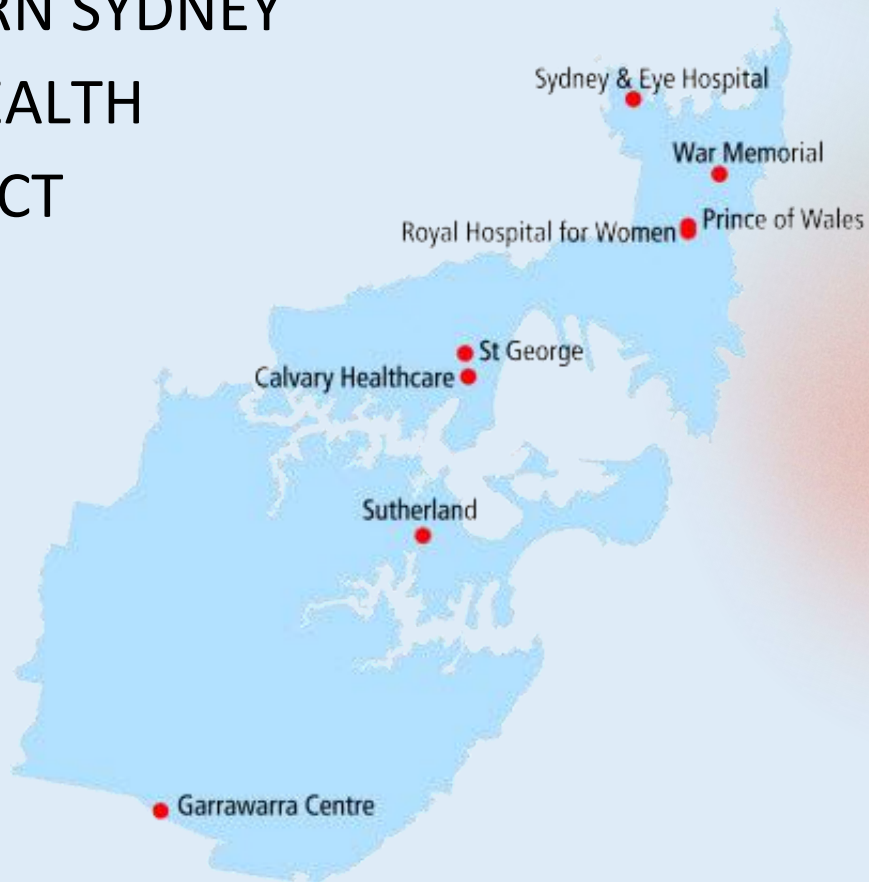 RN SYDNEY
EALTH
CT
Sydney & Eye Hospital
War Memorial
Prince of Wales
Royal Hospital for Women
St George
Calvary Healthcare
Sutherland
Garrawarra Centre